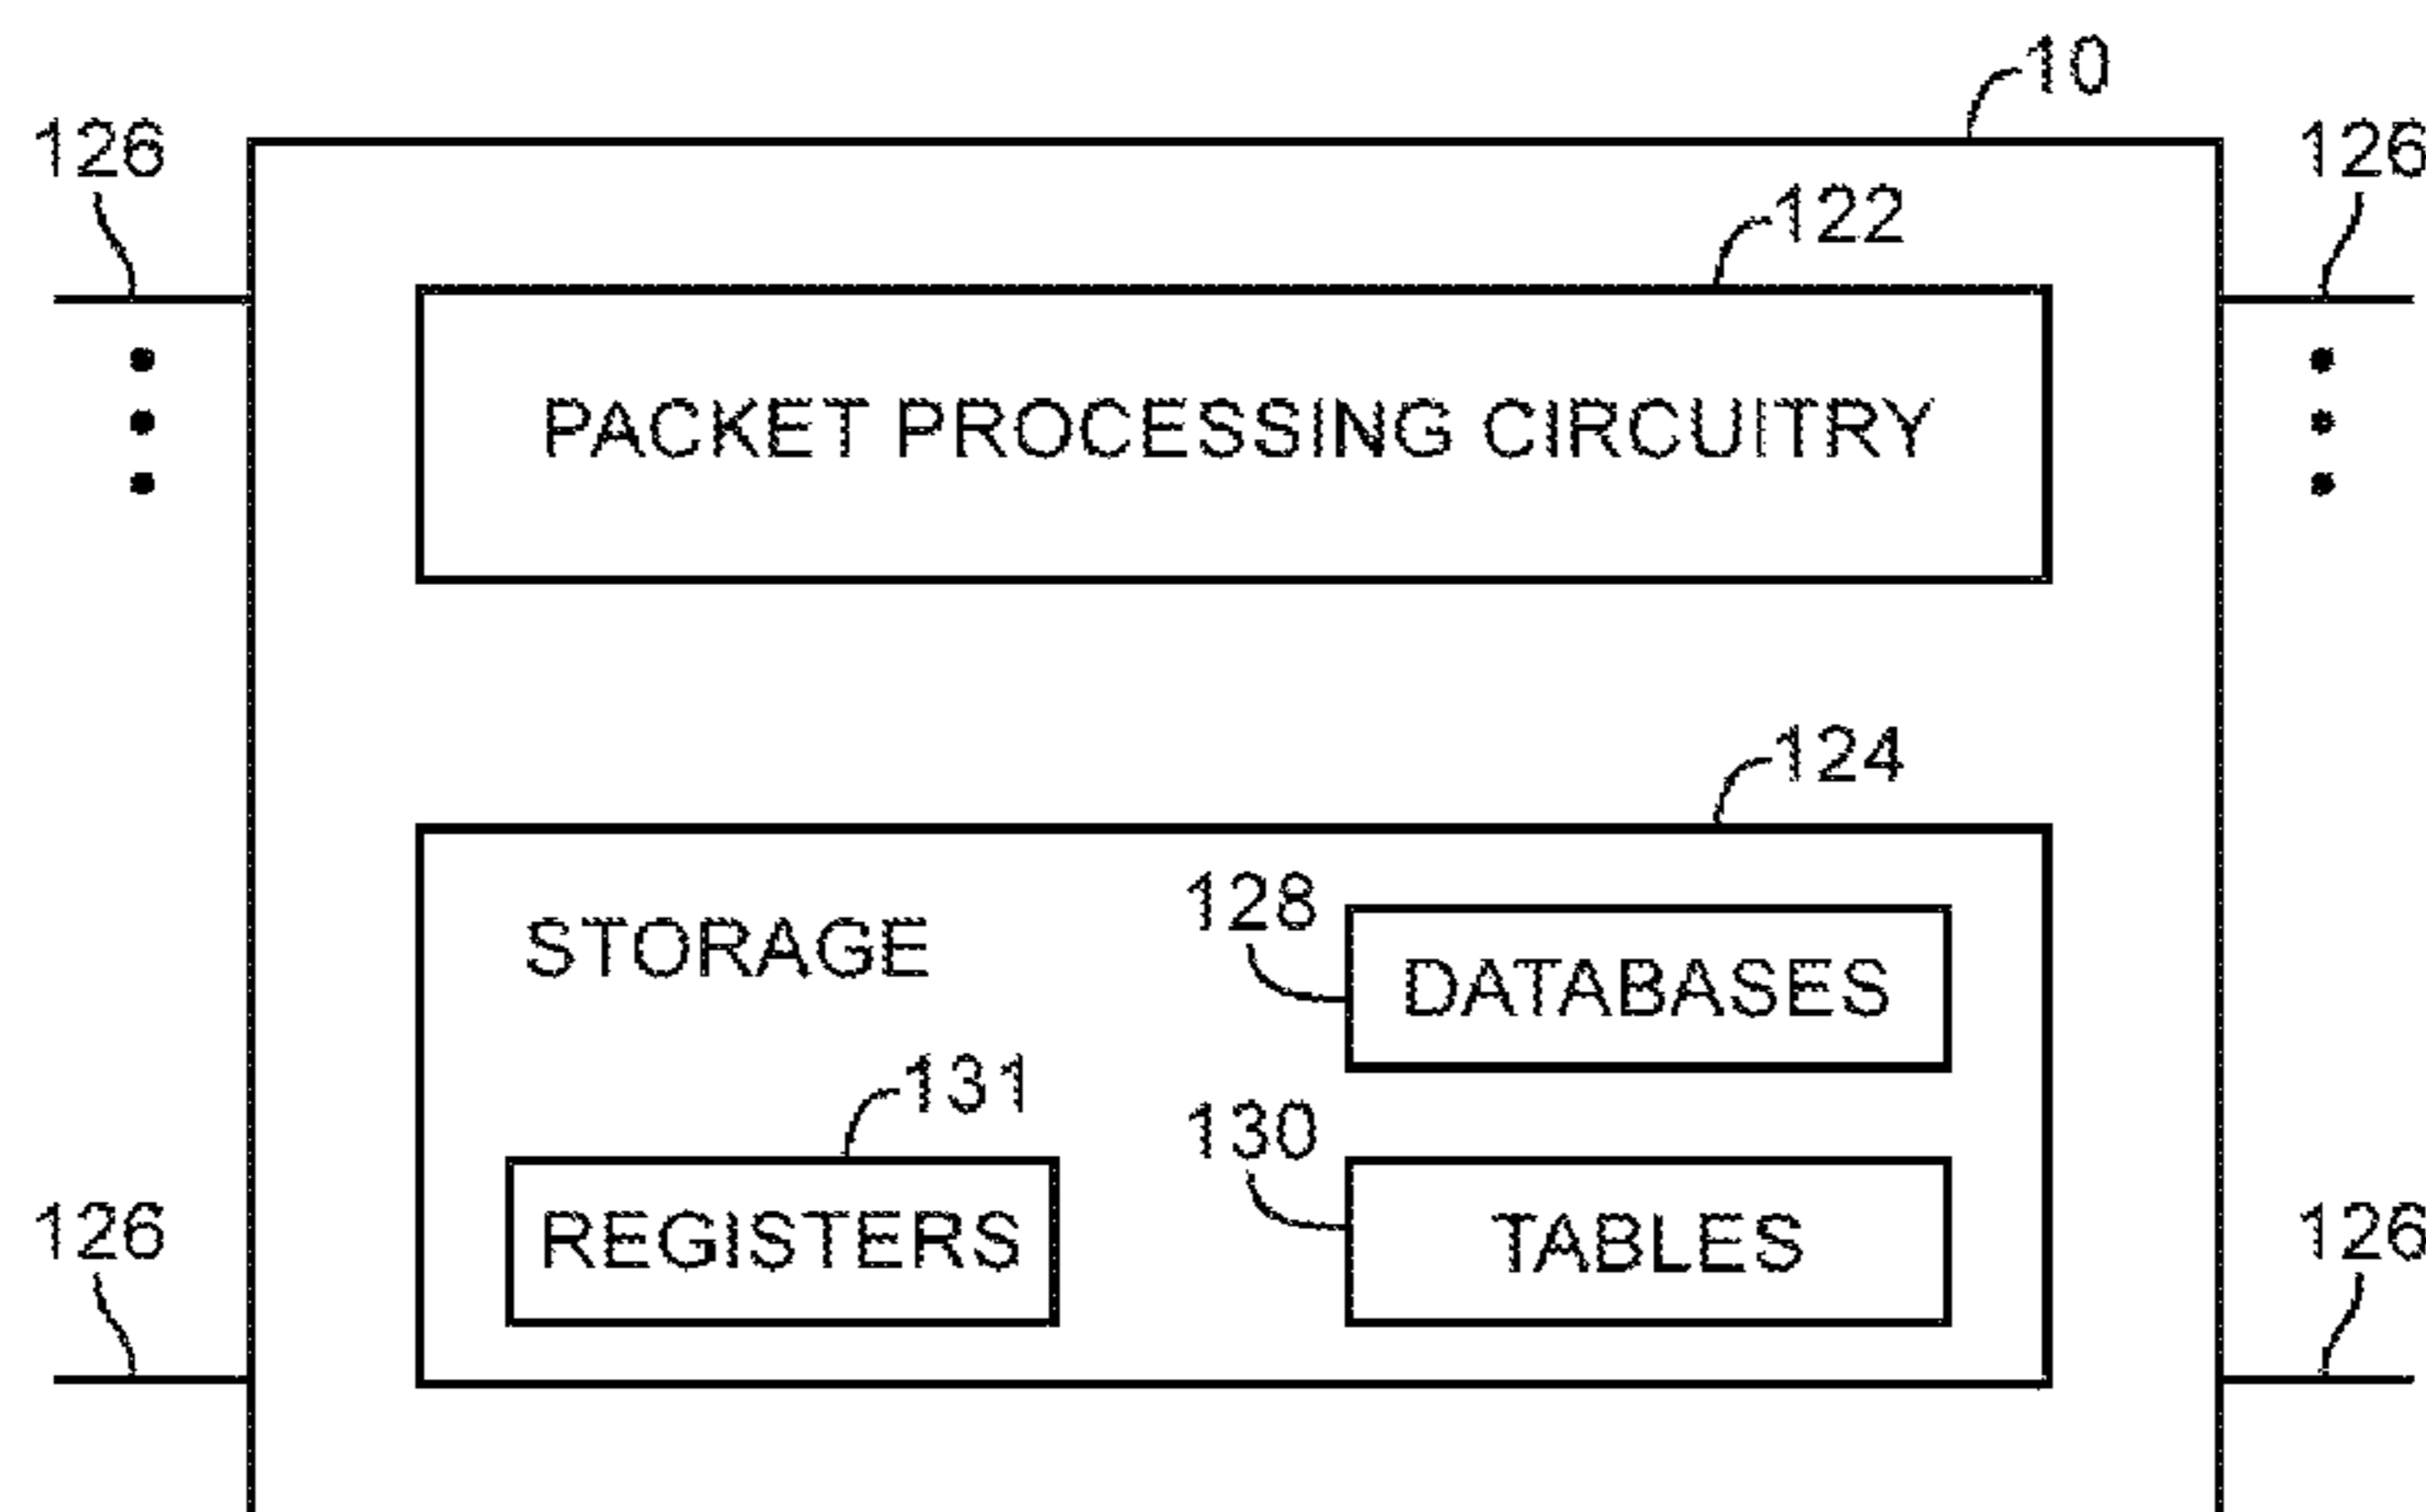 10
126
126
122
PACKET PROCESSING CIRCUITRY
124
128
STORAGE
DATABASES
131
130
REGISTERS
TABLES
126
126